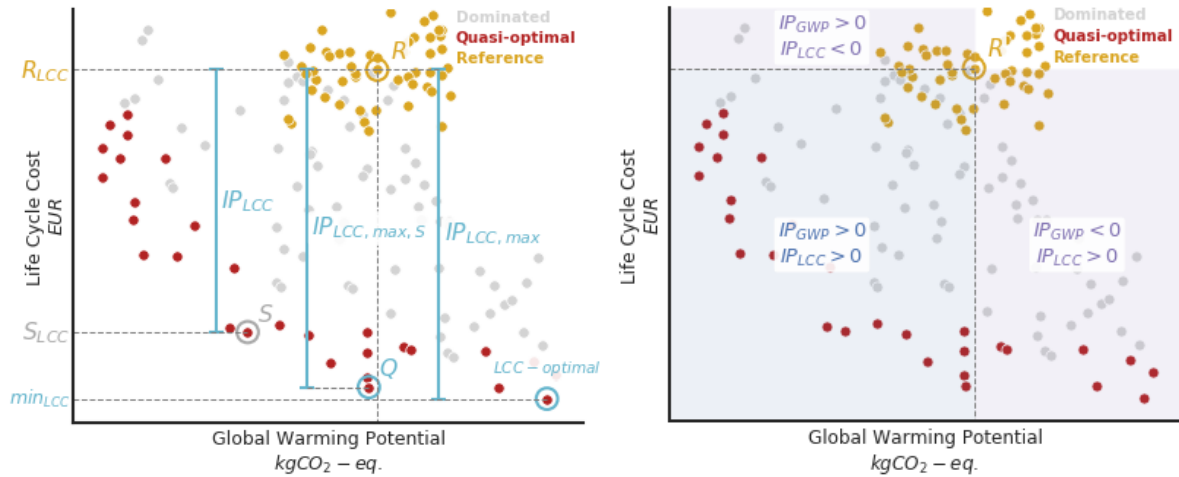 Dominated
Quasi-optimal
Reference
R
R_LCC
Life Cycle Cost
EUR
IP_LCC
IP_LCC, max, S
IP_LCC, max
S
S_LCC
Q
LCC − optimal
min_LCC
Global Warming Potential
kgCO₂ − eq.
Dominated
Quasi-optimal
Reference
IP_GWP > 0
IP_LCC < 0
R
Life Cycle Cost
EUR
IP_GWP > 0
IP_LCC > 0
IP_GWP < 0
IP_LCC > 0
Global Warming Potential
kgCO₂ − eq.